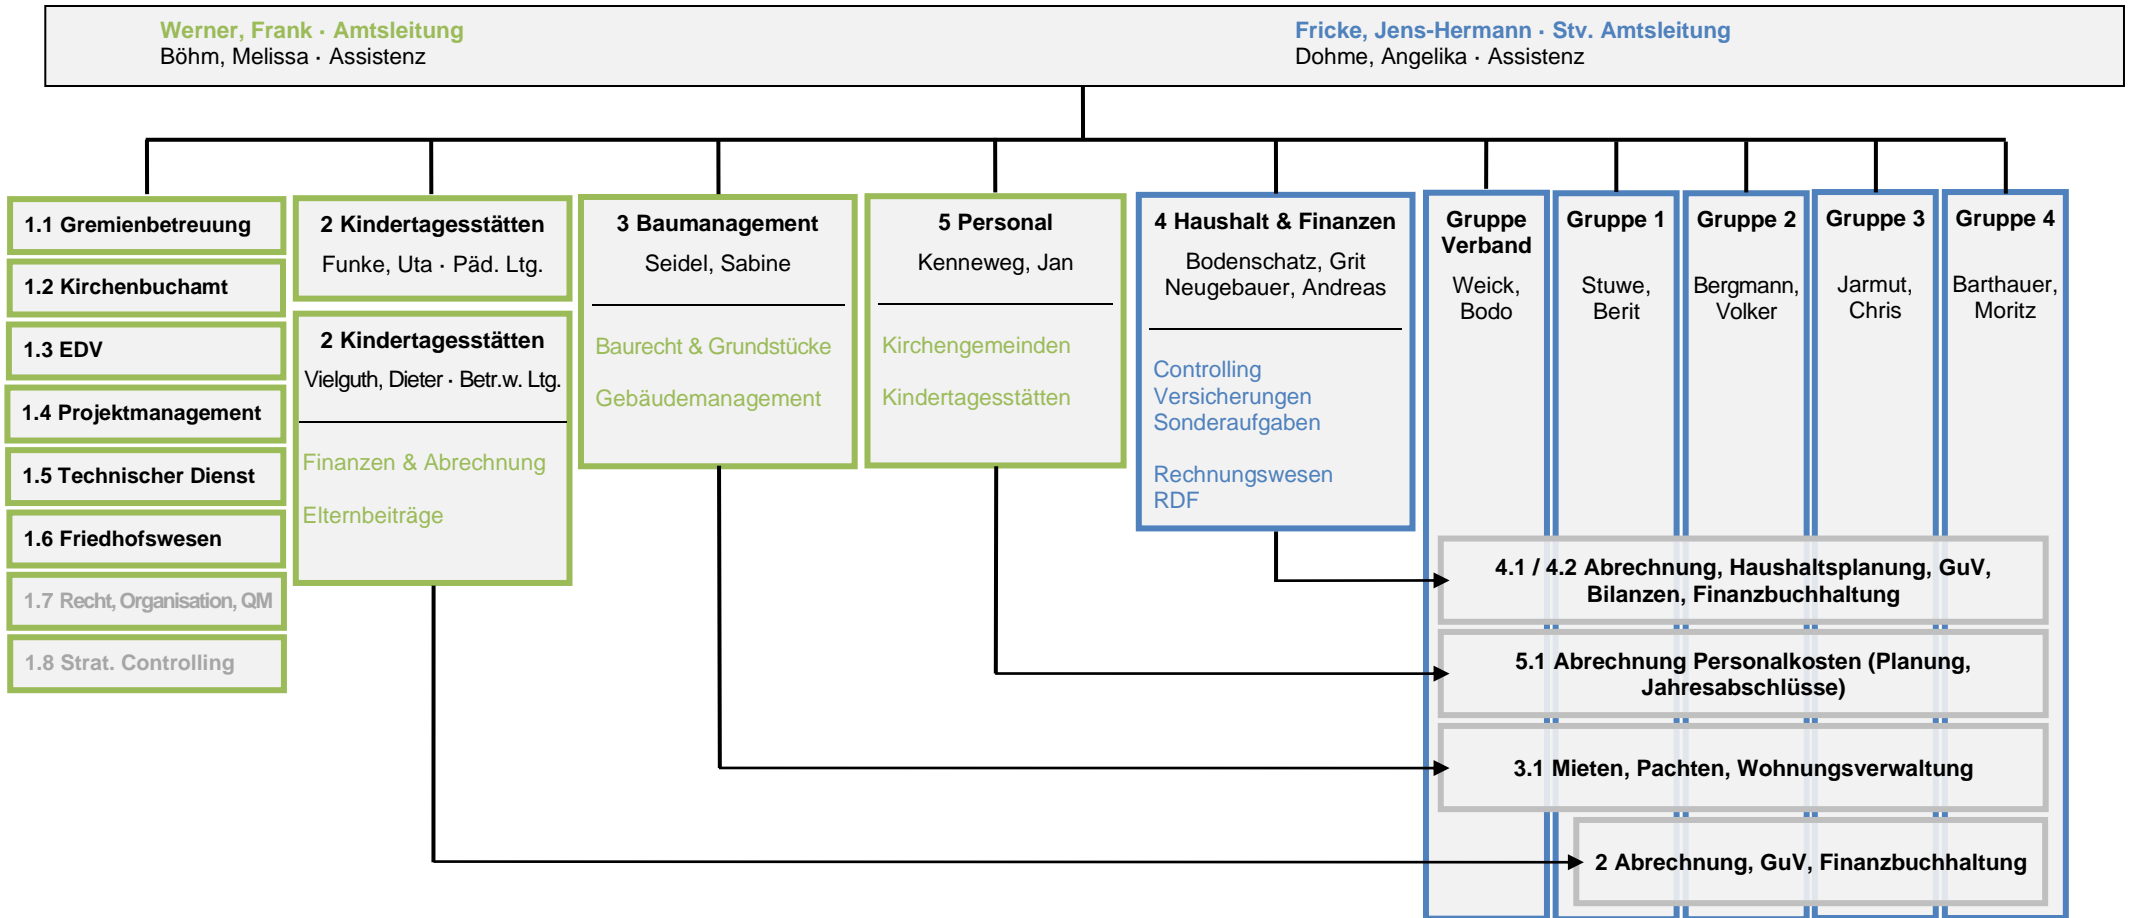 Werner, Frank · Amtsleitung
Böhm, Melissa · Assistenz
Fricke, Jens-Hermann · Stv. Amtsleitung
Dohme, Angelika · Assistenz
1.1 Gremienbetreuung
1.2 Kirchenbuchamt
1.3 EDV
1.4 Projektmanagement
1.5 Technischer Dienst
1.6 Friedhofswesen
1.7 Recht, Organisation, QM
1.8 Strat. Controlling
2 Kindertagesstätten
Funke, Uta · Päd. Ltg.
2 Kindertagesstätten
Vielguth, Dieter · Betr.w. Ltg.
Finanzen & Abrechnung
Elternbeiträge
3 Baumanagement
Seidel, Sabine
Baurecht & Grundstücke
Gebäudemanagement
5 Personal
Kenneweg, Jan
Kirchengemeinden
Kindertagesstätten
4 Haushalt & Finanzen
Bodenschatz, Grit
Neugebauer, Andreas
Controlling
Versicherungen
Sonderaufgaben
Rechnungswesen
RDF
Gruppe
Verband
Weick,
Bodo
Gruppe 1
Stuwe,
Berit
Gruppe 2
Bergmann,
Volker
Gruppe 3
Jarmut,
Chris
Gruppe 4
Barthauer,
Moritz
4.1 / 4.2 Abrechnung, Haushaltsplanung, GuV,
Bilanzen, Finanzbuchhaltung
5.1 Abrechnung Personalkosten (Planung,
Jahresabschlüsse)
3.1 Mieten, Pachten, Wohnungsverwaltung
2 Abrechnung, GuV, Finanzbuchhaltung